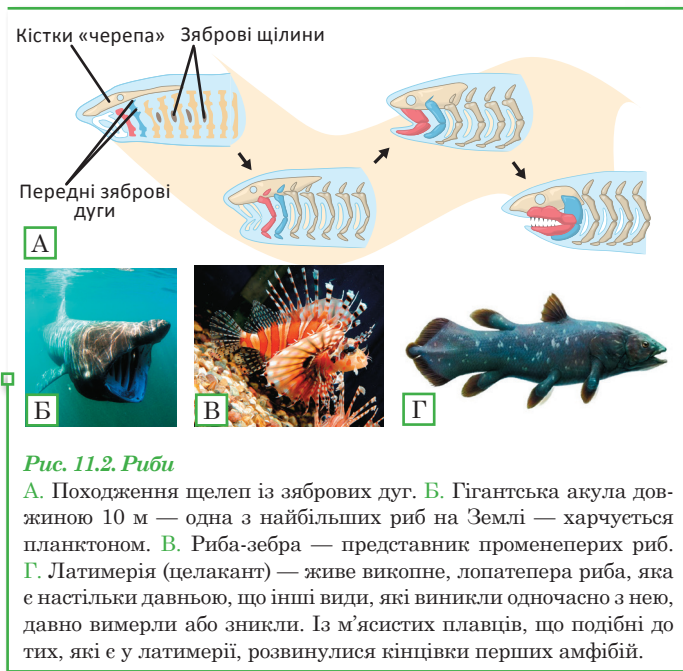 Кістки «черепа»
Зяброві щілини
Передні зяброві
дуги
А
Б
В
Г
Рис. 11.2. Риби
А. Походження щелеп із зябрових дуг. Б. Гігантська акула дов-
жиною 10 м — одна з найбільших риб на Землі — харчується
планктоном. В. Риба-зебра — представник променеперих риб.
Г. Латимерія (целакант) — живе викопне, лопатепера риба, яка
є настільки давньою, що інші види, які виникли одночасно з нею,
давно вимерли або зникли. Із м’ясистих плавців, що подібні до
тих, які є у латимерії, розвинулися кінцівки перших амфібій.